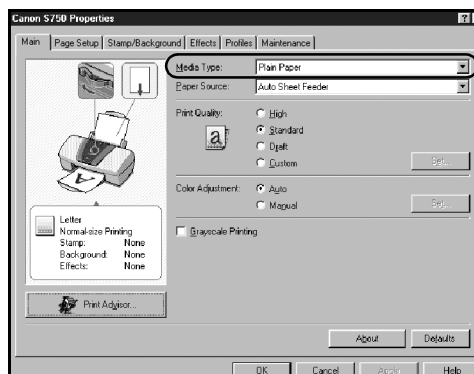 Canon S750 Properties
Main Page Setup Stamp/Background Effects Profiles Maintenance
Media Type: Plain Paper
Paper Source: Auto Sheet Feeder
Print Quality: High
Standard
Draft
Custom Set...
Color Adjustment: Auto
Manual Set...
Grayscale Printing
Letter
Normal-size Printing
Stamp: None
Background: None
Effects: None
Print Advisor...
About Defaults
OK Cancel Apply Help